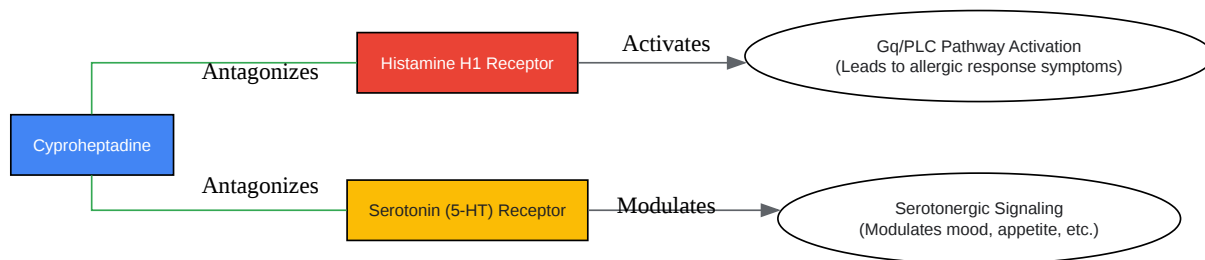 Activates
Histamine H1 Receptor
Gq/PLC Pathway Activation
(Leads to allergic response symptoms)
Antagonizes
Cyproheptadine
Antagonizes
Serotonin (5-HT) Receptor
Modulates
Serotonergic Signaling
(Modulates mood, appetite, etc.)